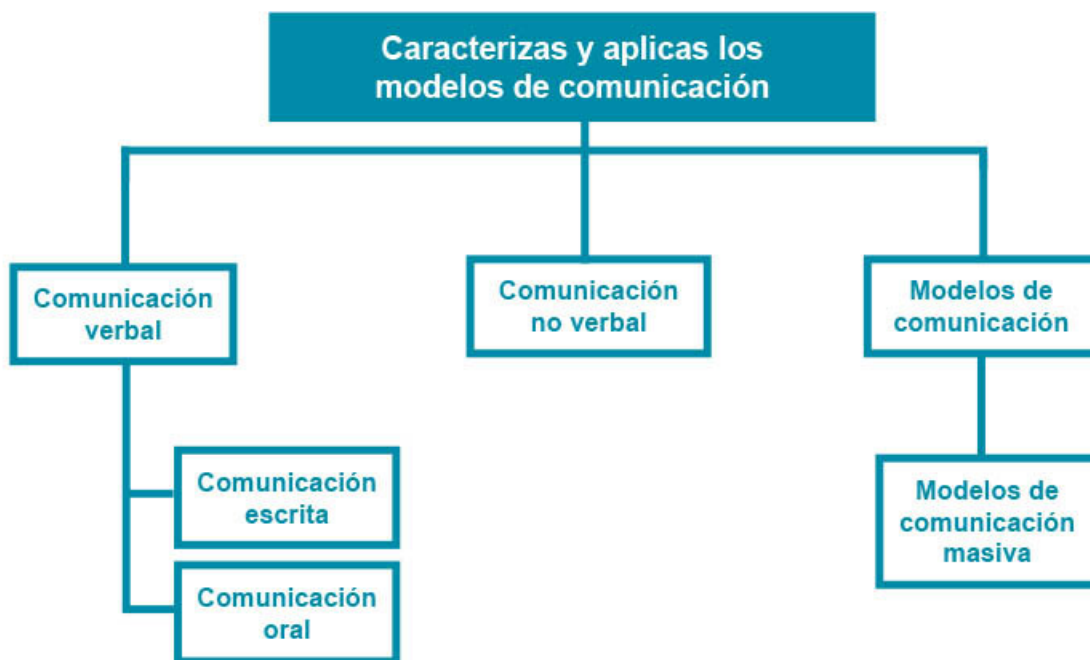 Caracterizas y aplicas los
modelos de comunicación
Comunicación
verbal
Comunicación
no verbal
Modelos de
comunicación
Comunicación
escrita
Comunicación
oral
Modelos de
comunicación
masiva